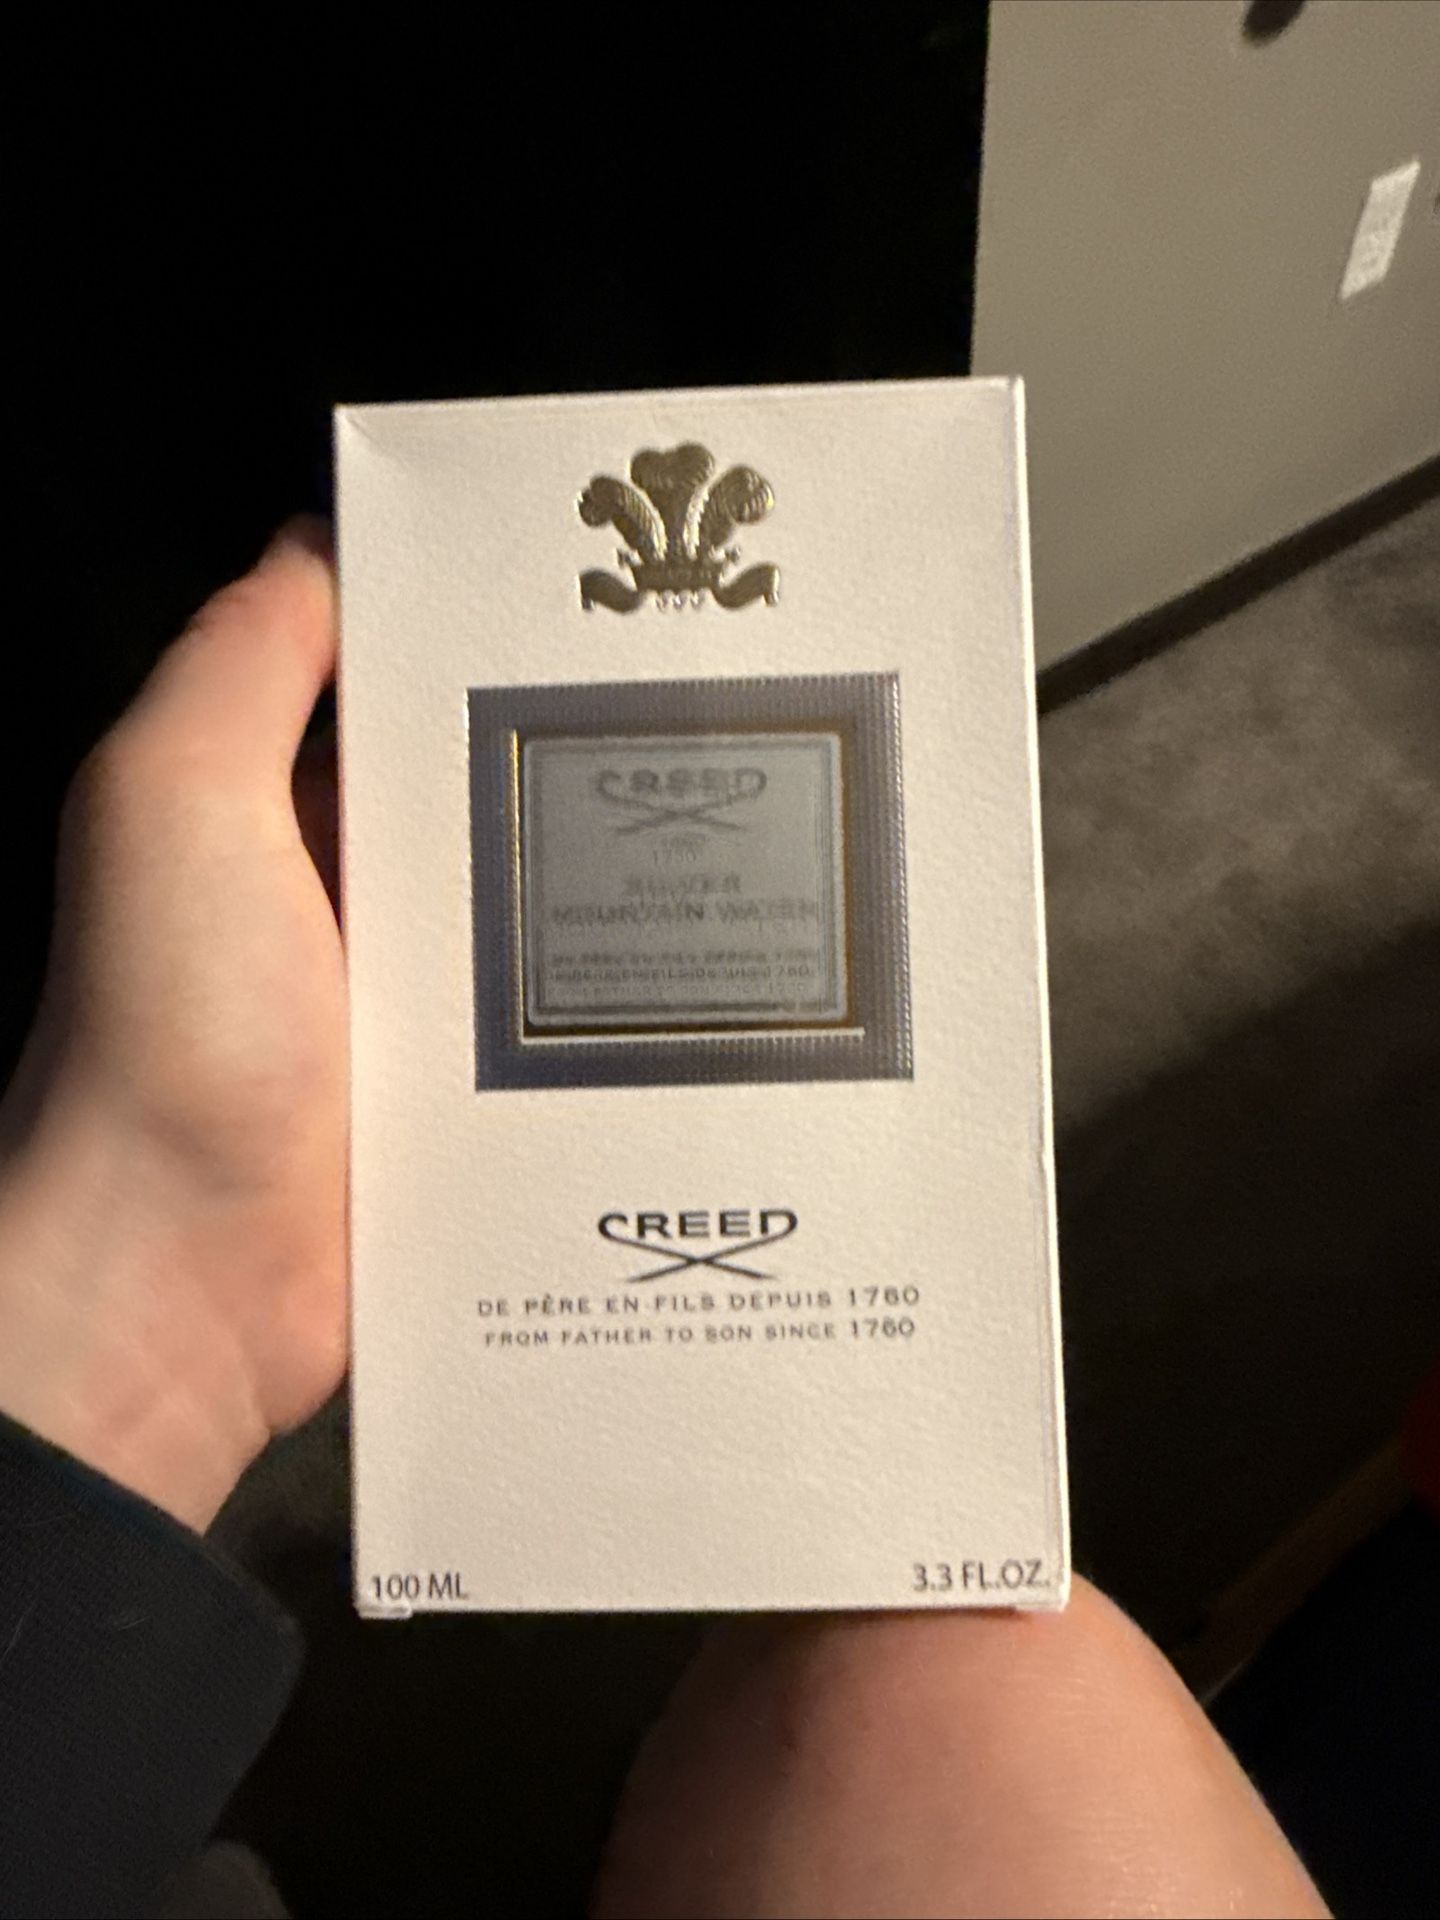 CREED
1760
SILVER
MOUNTAIN WATER
CREED
DE PÈRE EN FILS DEPUIS 1760
FROM FATHER TO SON SINCE 1760
100 ML
3.3 FL.OZ.